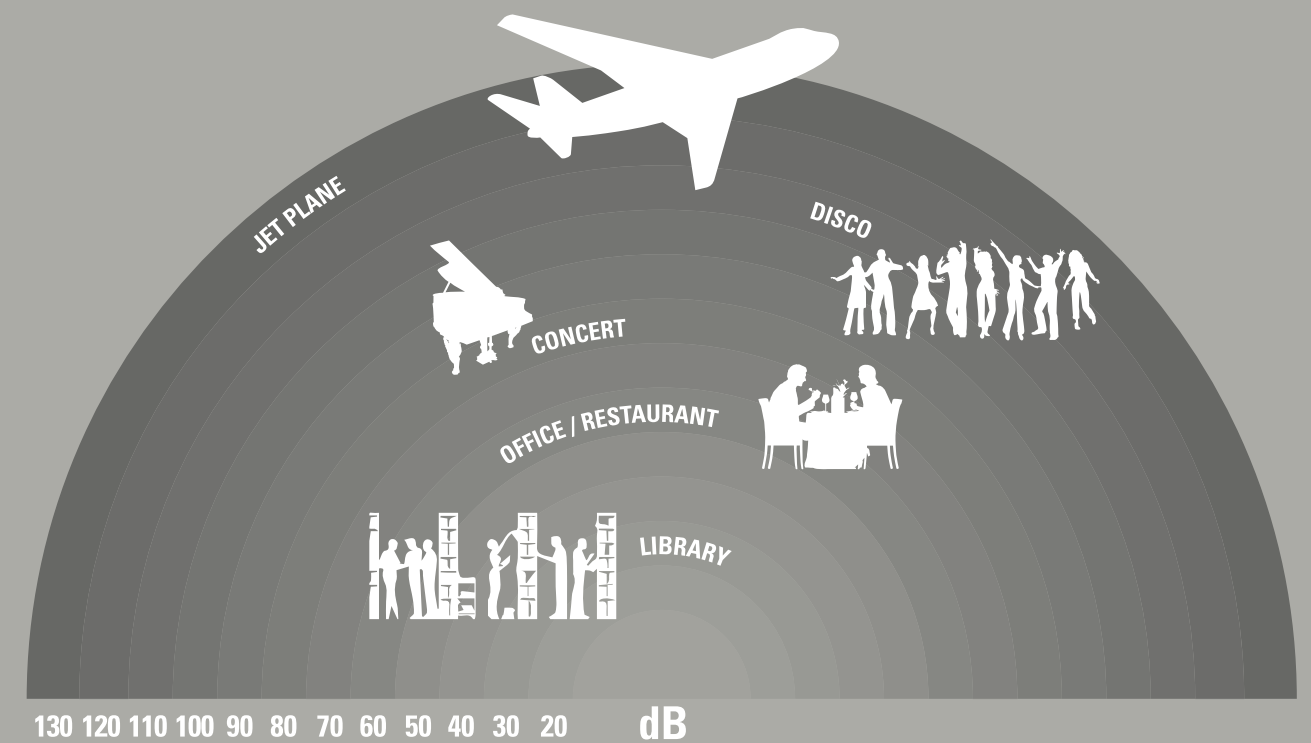 JET PLANE
DISCO
CONCERT
OFFICE / RESTAURANT
LIBRARY
130 120 110 100 90 80 70 60 50 40 30 20 dB